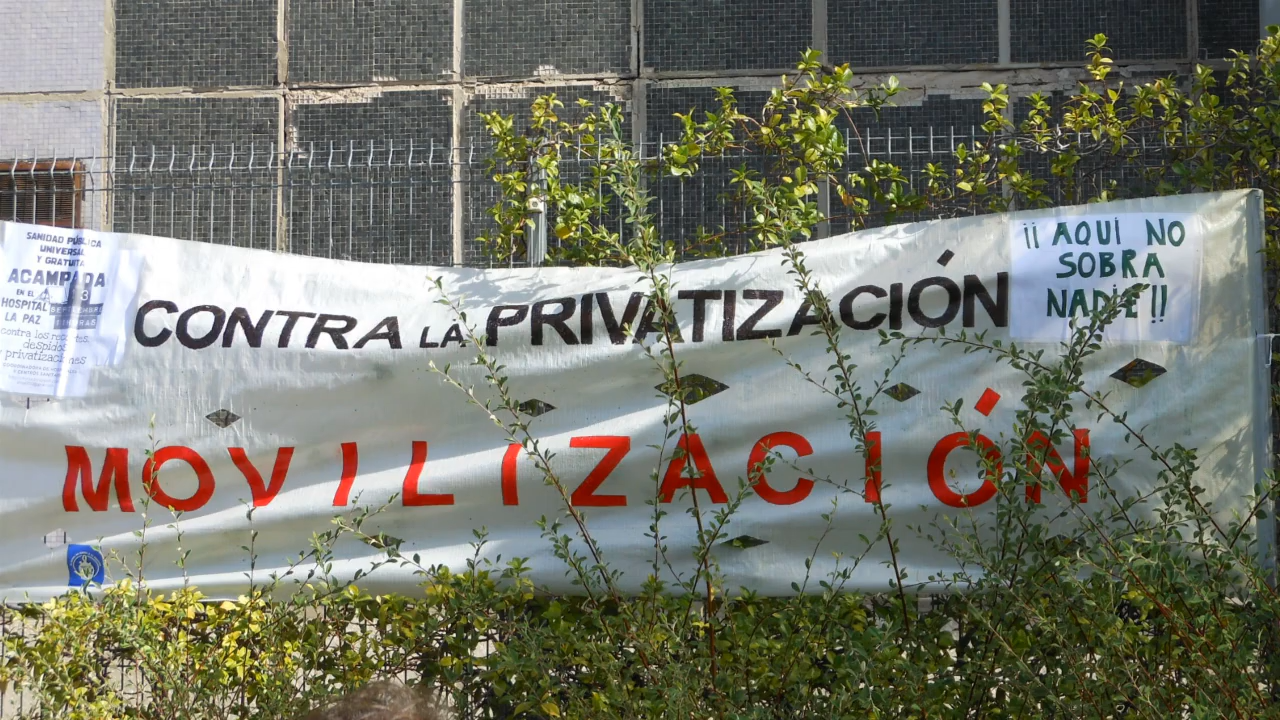 SANIDAD PÚBLICA
UNIVERSAL
Y GRATUITA
ACAMPADA
EN EL
HOSPITAL
LA PAZ
contra los recortes,
despidos
y privatizaciones
CONTRA LA PRIVATIZACIÓN
¡¡ AQUI NO
SOBRA
NADIE !!
MOVILIZACIÓN